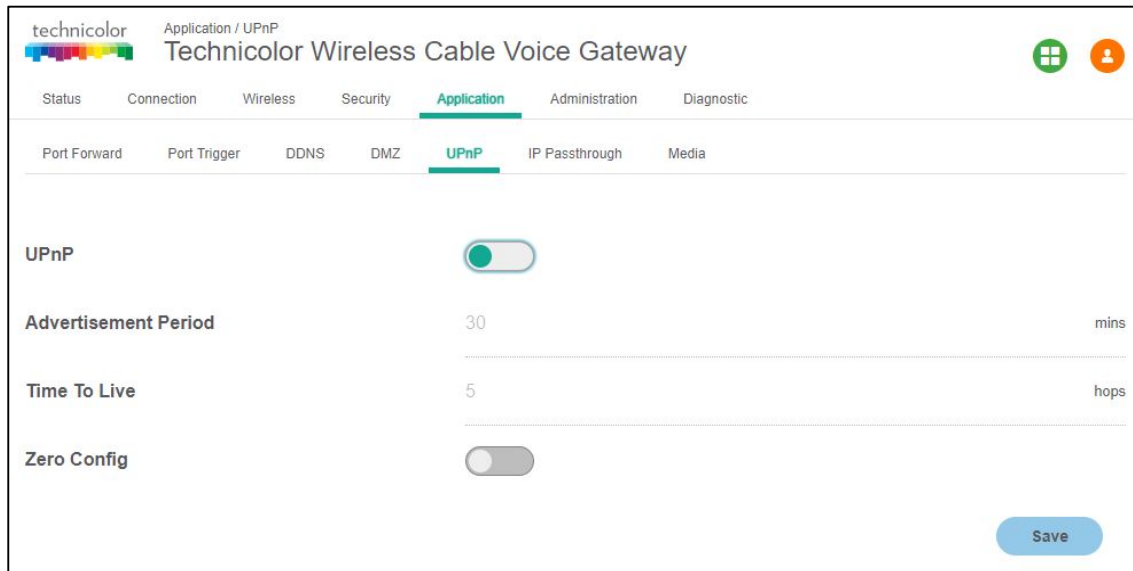 technicolor
Application / UPnP
Technicolor Wireless Cable Voice Gateway
Status Connection Wireless Security Application Administration Diagnostic
Port Forward Port Trigger DDNS DMZ UPnP IP Passthrough Media
UPnP
Advertisement Period 30 mins
Time To Live 5 hops
Zero Config
Save